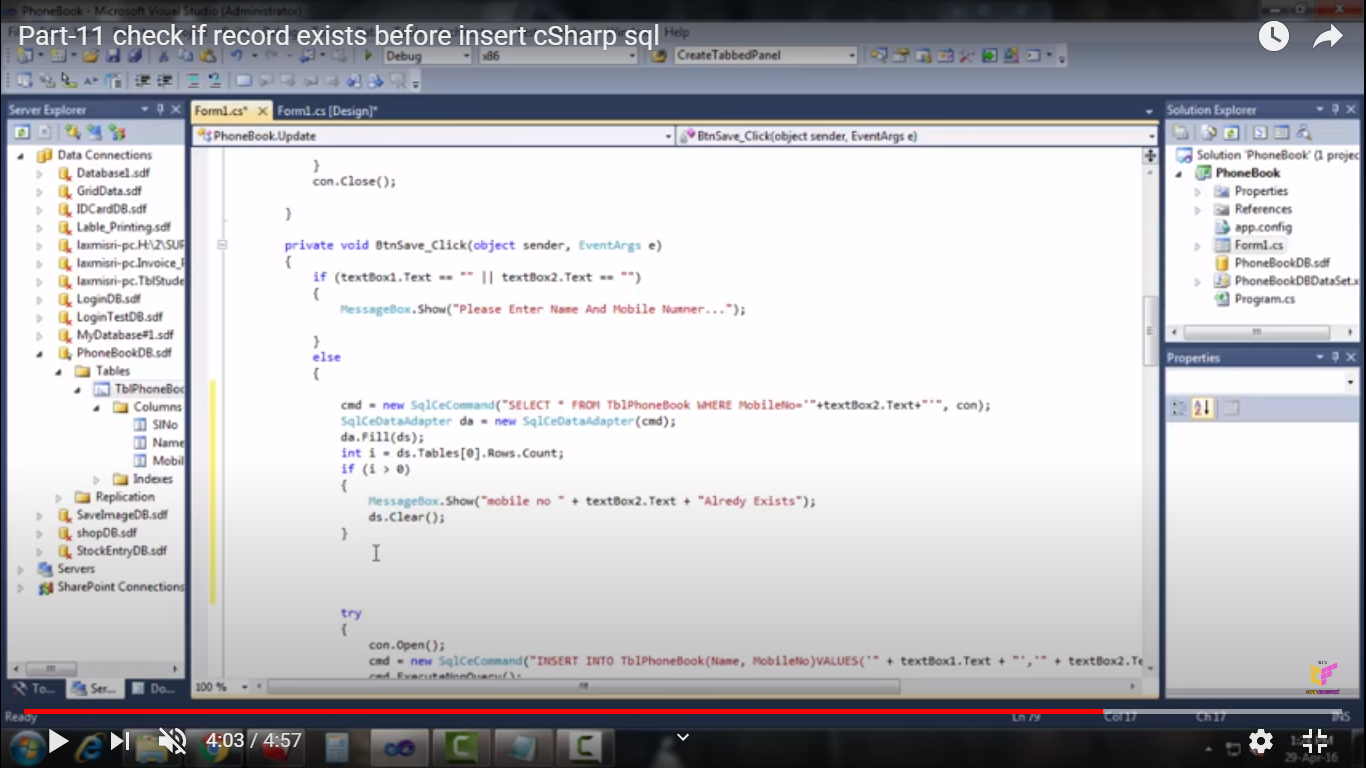 PhoneBook - Microsoft Visual Studio (Administrator)
Part-11 check if record exists before insert cSharp sql
Help
Debug
x86
CreateTabbedPanel
Server Explorer
Form1.cs*
Form1.cs [Design]*
Solution Explorer
PhoneBook.Update
BtnSave_Click(object sender, EventArgs e)
Data Connections
Database1.sdf
GridData.sdf
IDCardDB.sdf
Lable_Printing.sdf
laxmisri-pc.H:\2\SUF
laxmisri-pc.Invoice_F
laxmisri-pc.TblStude
LoginDB.sdf
LoginTestDB.sdf
MyDatabase#1.sdf
PhoneBookDB.sdf
Tables
TblPhoneBoo
Columns
SlNo
Name
Mobil
Indexes
Replication
SaveImageDB.sdf
shopDB.sdf
StockEntryDB.sdf
Servers
SharePoint Connections
}
con.Close();
}
private void BtnSave_Click(object sender, EventArgs e)
{
if (textBox1.Text == "" || textBox2.Text == "")
{
MessageBox.Show("Please Enter Name And Mobile Numner...");
}
else
{
cmd = new SqlCeCommand("SELECT * FROM TblPhoneBook WHERE MobileNo='"+textBox2.Text+"'", con);
SqlCeDataAdapter da = new SqlCeDataAdapter(cmd);
da.Fill(ds);
int i = ds.Tables[0].Rows.Count;
if (i > 0)
{
MessageBox.Show("mobile no " + textBox2.Text + "Alredy Exists");
ds.Clear();
}
try
{
con.Open();
cmd = new SqlCeCommand("INSERT INTO TblPhoneBook(Name, MobileNo)VALUES('" + textBox1.Text + "','" + textBox2.Te
cmd.ExecuteNonQuery();
Solution 'PhoneBook' (1 projec
PhoneBook
Properties
References
app.config
Form1.cs
PhoneBookDB.sdf
PhoneBookDBDataSet.x
Program.cs
Properties
To...
Ser...
Do...
100 %
Ready
Ln 79
Col 17
Ch 17
INS
4:03 / 4:57
29-Apr-16